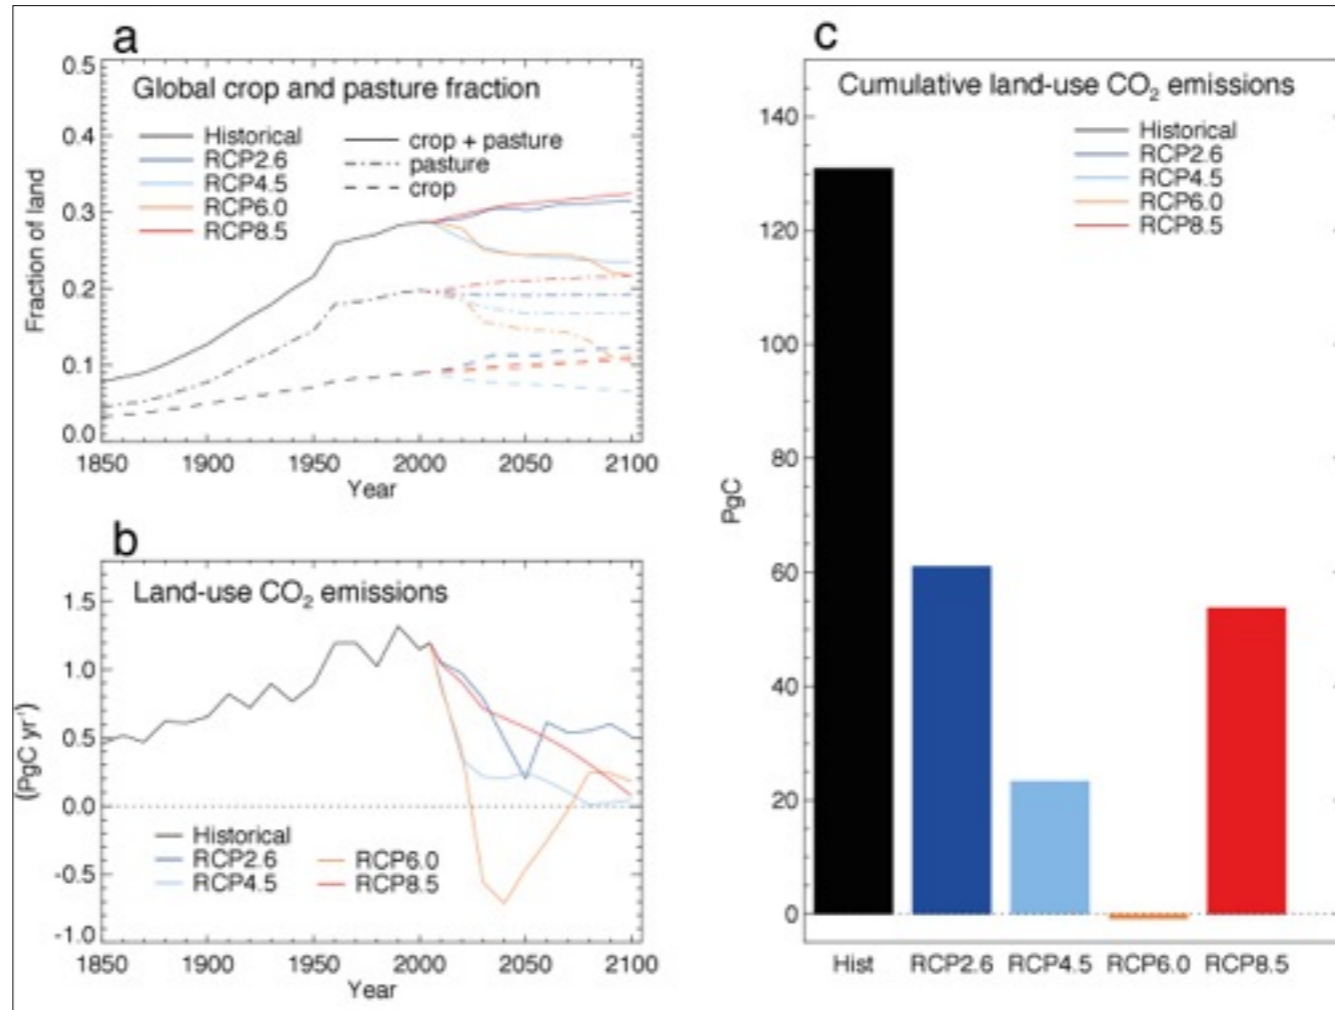 a
0.5
0.4
0.3
0.2
0.1
0.0
Fraction of land
Global crop and pasture fraction
Historical
RCP2.6
RCP4.5
RCP6.0
RCP8.5
crop + pasture
pasture
crop
1850 1900 1950 2000 2050 2100
Year
b
1.5
1.0
0.5
0.0
-0.5
-1.0
(PgC yr⁻¹)
Land-use CO₂ emissions
Historical
RCP2.6
RCP4.5
RCP6.0
RCP8.5
1850 1900 1950 2000 2050 2100
Year
c
140
120
100
80
60
40
20
0
PgC
Cumulative land-use CO₂ emissions
Historical
RCP2.6
RCP4.5
RCP6.0
RCP8.5
Hist RCP2.6 RCP4.5 RCP6.0 RCP8.5